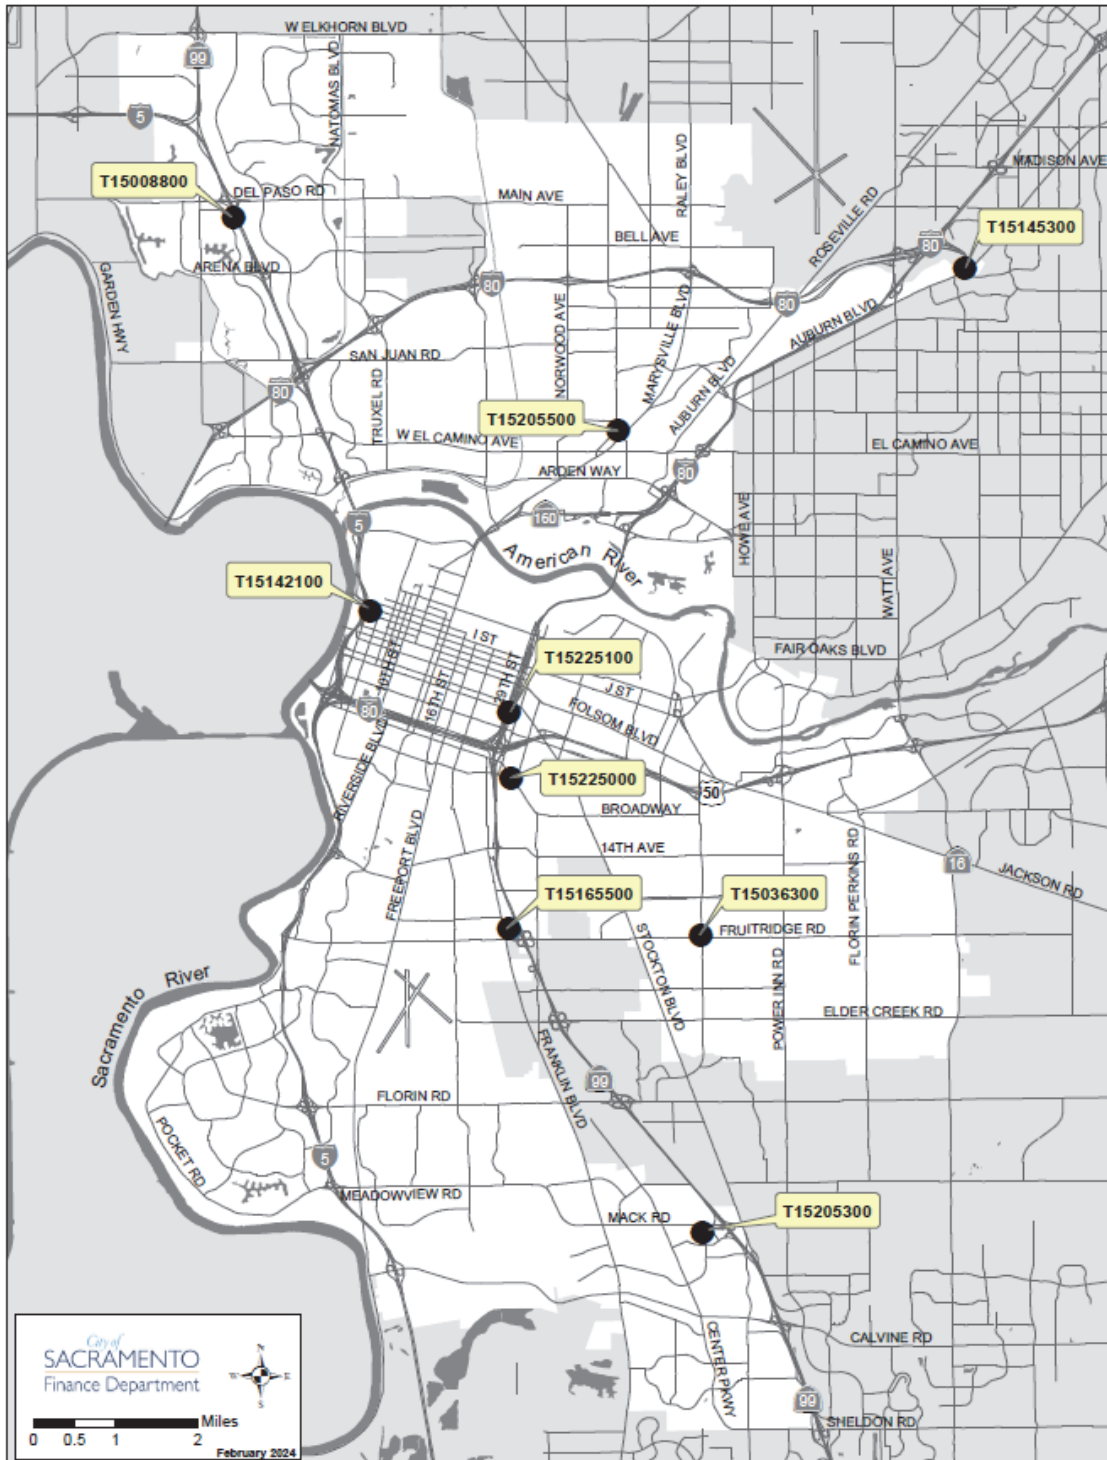 W ELKHORN BLVD
99
NATOMAS BLVD
5
MADISON AVE
RALEY BLVD
T15008800
DEL PASO RD
MAIN AVE
ROSEVILLE RD
T15145300
BELL AVE
80
ARENA BLVD
GARDEN HWY
80
80
NORWOOD AVE
MARYSVILLE BLVD
AUBURN BLVD
SAN JUAN RD
80
TRUXEL RD
AUBURN BLVD
T15205500
W EL CAMINO AVE
EL CAMINO AVE
ARDEN WAY
80
160
5
HOWE AVE
American River
WATT AVE
T15142100
I ST
FAIR OAKS BLVD
T15225100
10TH ST
16TH ST
29TH ST
J ST
80
FOLSOM BLVD
RIVERSIDE BLVD
T15225000
50
BROADWAY
FREEPORT BLVD
14TH AVE
FLORIN PERKINS RD
16
JACKSON RD
T15165500
T15036300
FRUITRIDGE RD
STOCKTON BLVD
POWER INN RD
Sacramento River
ELDER CREEK RD
FRANKLIN BLVD
99
FLORIN RD
POCKET RD
5
MEADOWVIEW RD
MACK RD
T15205300
CENTER PKWY
CALVINE RD
99
SHELDON RD
City of
SACRAMENTO
Finance Department
N
W E
S
Miles
0 0.5 1 2
February 2024